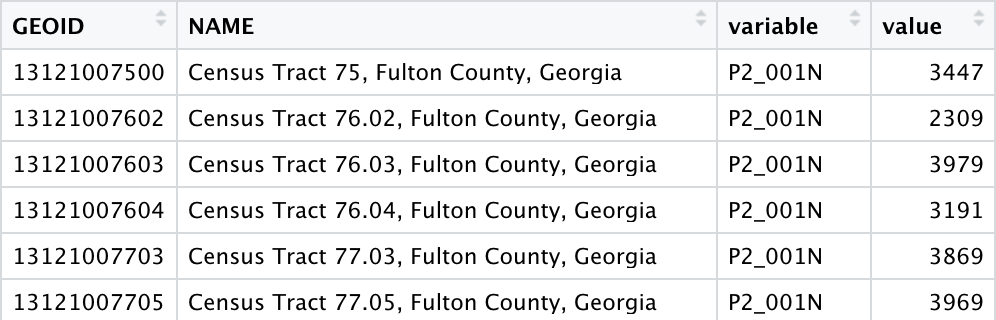 GEOID NAME variable value
13121007500 Census Tract 75, Fulton County, Georgia P2_001N 3447
13121007602 Census Tract 76.02, Fulton County, Georgia P2_001N 2309
13121007603 Census Tract 76.03, Fulton County, Georgia P2_001N 3979
13121007604 Census Tract 76.04, Fulton County, Georgia P2_001N 3191
13121007703 Census Tract 77.03, Fulton County, Georgia P2_001N 3869
13121007705 Census Tract 77.05, Fulton County, Georgia P2_001N 3969